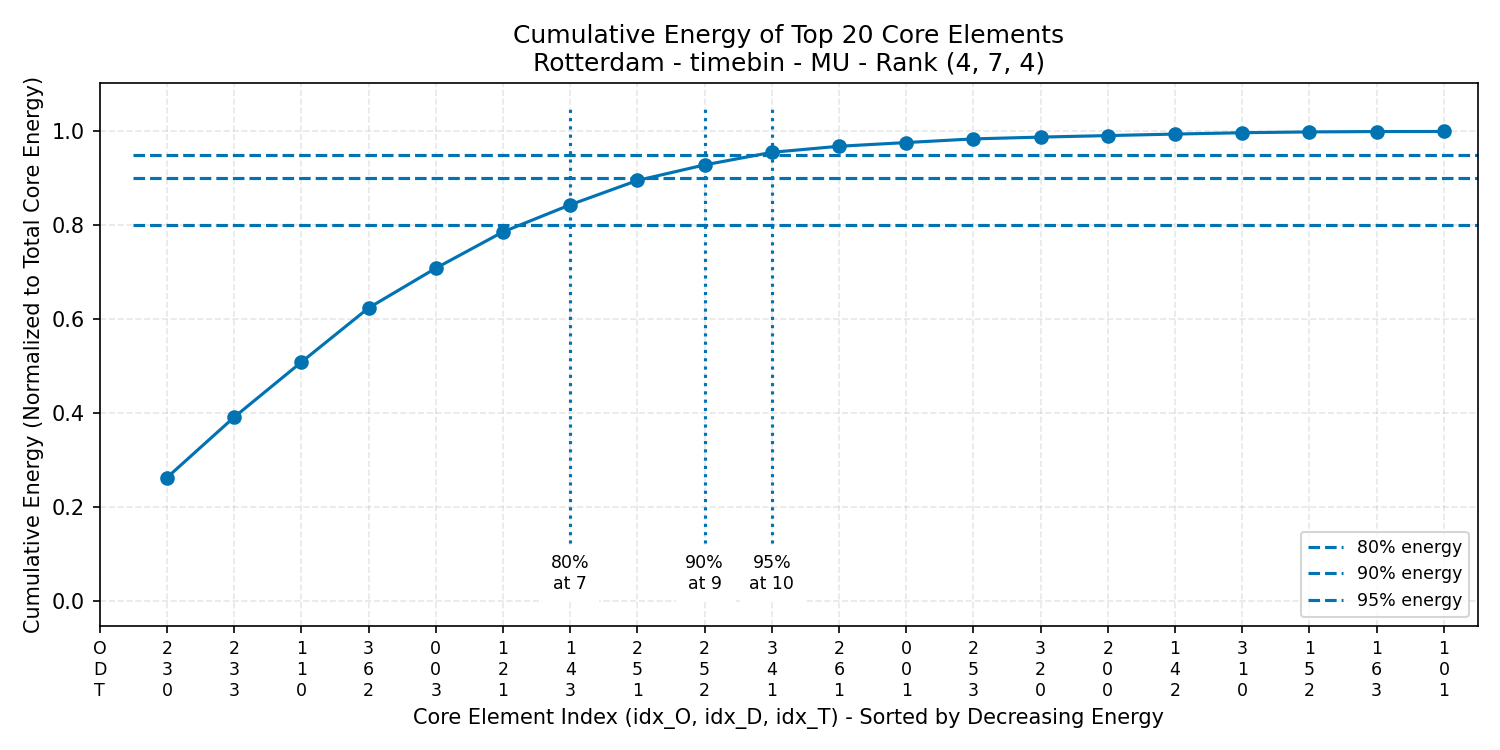 Cumulative Energy of Top 20 Core Elements
Rotterdam - timebin - MU - Rank (4, 7, 4)
Cumulative Energy (Normalized to Total Core Energy)
1.0
0.8
0.6
0.4
0.2
0.0
80%
at 7
90%
at 9
95%
at 10
80% energy
90% energy
95% energy
O 2 2 1 3 0 1 1 2 2 3 2 0 2 3 2 1 3 1 1 1
D 3 3 1 6 0 2 4 5 5 4 6 0 5 2 0 4 1 5 6 0
T 0 3 0 2 3 1 3 1 2 1 1 1 3 0 0 2 0 2 3 1
Core Element Index (idx_O, idx_D, idx_T) - Sorted by Decreasing Energy